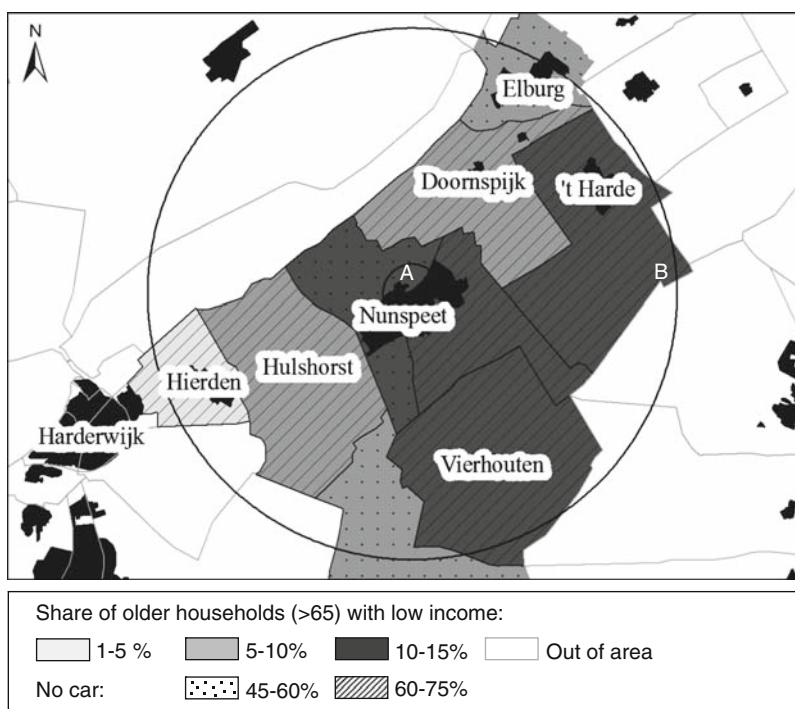 N
Elburg
Doornspijk
't Harde
A
B
Nunspeet
Hierden
Hulshorst
Harderwijk
Vierhouten
Share of older households (>65) with low income:
1-5 % 5-10% 10-15% Out of area
No car: 45-60% 60-75%